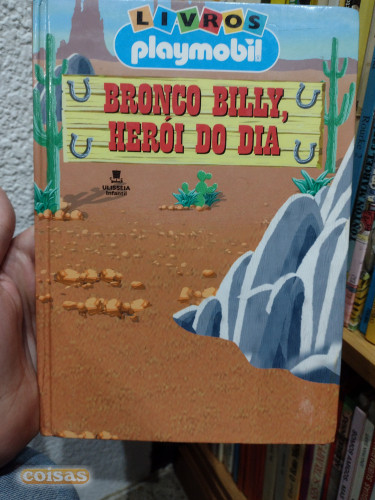 LIVROS
playmobil
BRONCO BILLY,
HERÓI DO DIA
ULISSEIA
Infantil
coisas